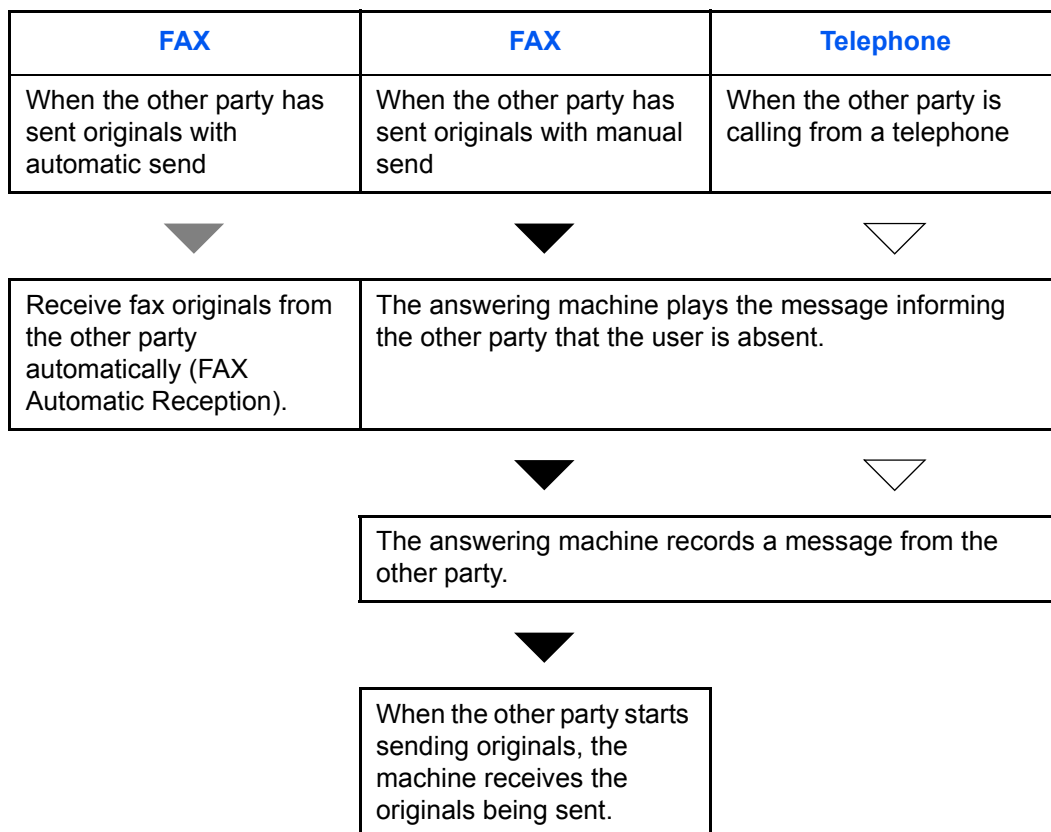 FAX
FAX
Telephone
When the other party has
sent originals with
automatic send
When the other party has
sent originals with manual
send
When the other party is
calling from a telephone
Receive fax originals from
the other party
automatically (FAX
Automatic Reception).
The answering machine plays the message informing
the other party that the user is absent.
The answering machine records a message from the
other party.
When the other party starts
sending originals, the
machine receives the
originals being sent.